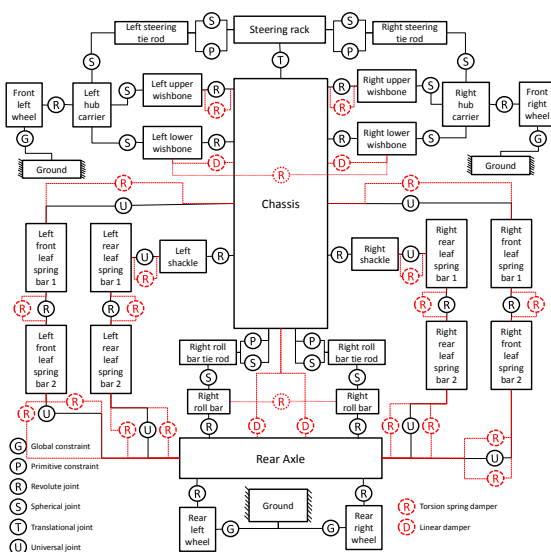 Left steering
tie rod
S
P
Steering rack
S
P
Right steering
tie rod
S
S
T
Front
left
wheel
R
Left
hub
carrier
S
Left upper
wishbone
R
R
Chassis
R
R
Right upper
wishbone
S
Right
hub
carrier
R
Front
right
wheel
G
Ground
S
Left lower
wishbone
R
D
R
R
D
Right lower
wishbone
S
G
Ground
R
U
R
U
Left
front
leaf
spring
bar 1
Left rear
leaf
spring
bar 1
U
R
Left
shackle
R
R
Right
shackle
U
R
Right
rear
leaf
spring
bar 1
Right
front
leaf
spring
bar 1
R
R
R
R
R
R
R
R
Left
front
leaf
spring
bar 2
Left
rear
leaf
spring
bar 2
Right
rear
leaf
spring
bar 2
Right
front
leaf
spring
bar 2
Right roll
bar tie rod
P
S
P
S
Right roll
bar tie rod
S
S
Right
roll bar
R
Right
roll bar
R
D
D
R
R
R
U
R
U
R
R
U
R
R
U
R
Rear Axle
R
R
Ground
Rear
left
wheel
G
G
Rear
right
wheel
G Global constraint
P Primitive constraint
R Revolute joint
S Spherical joint
T Translational joint
U Universal joint
R Torsion spring damper
D Linear damper